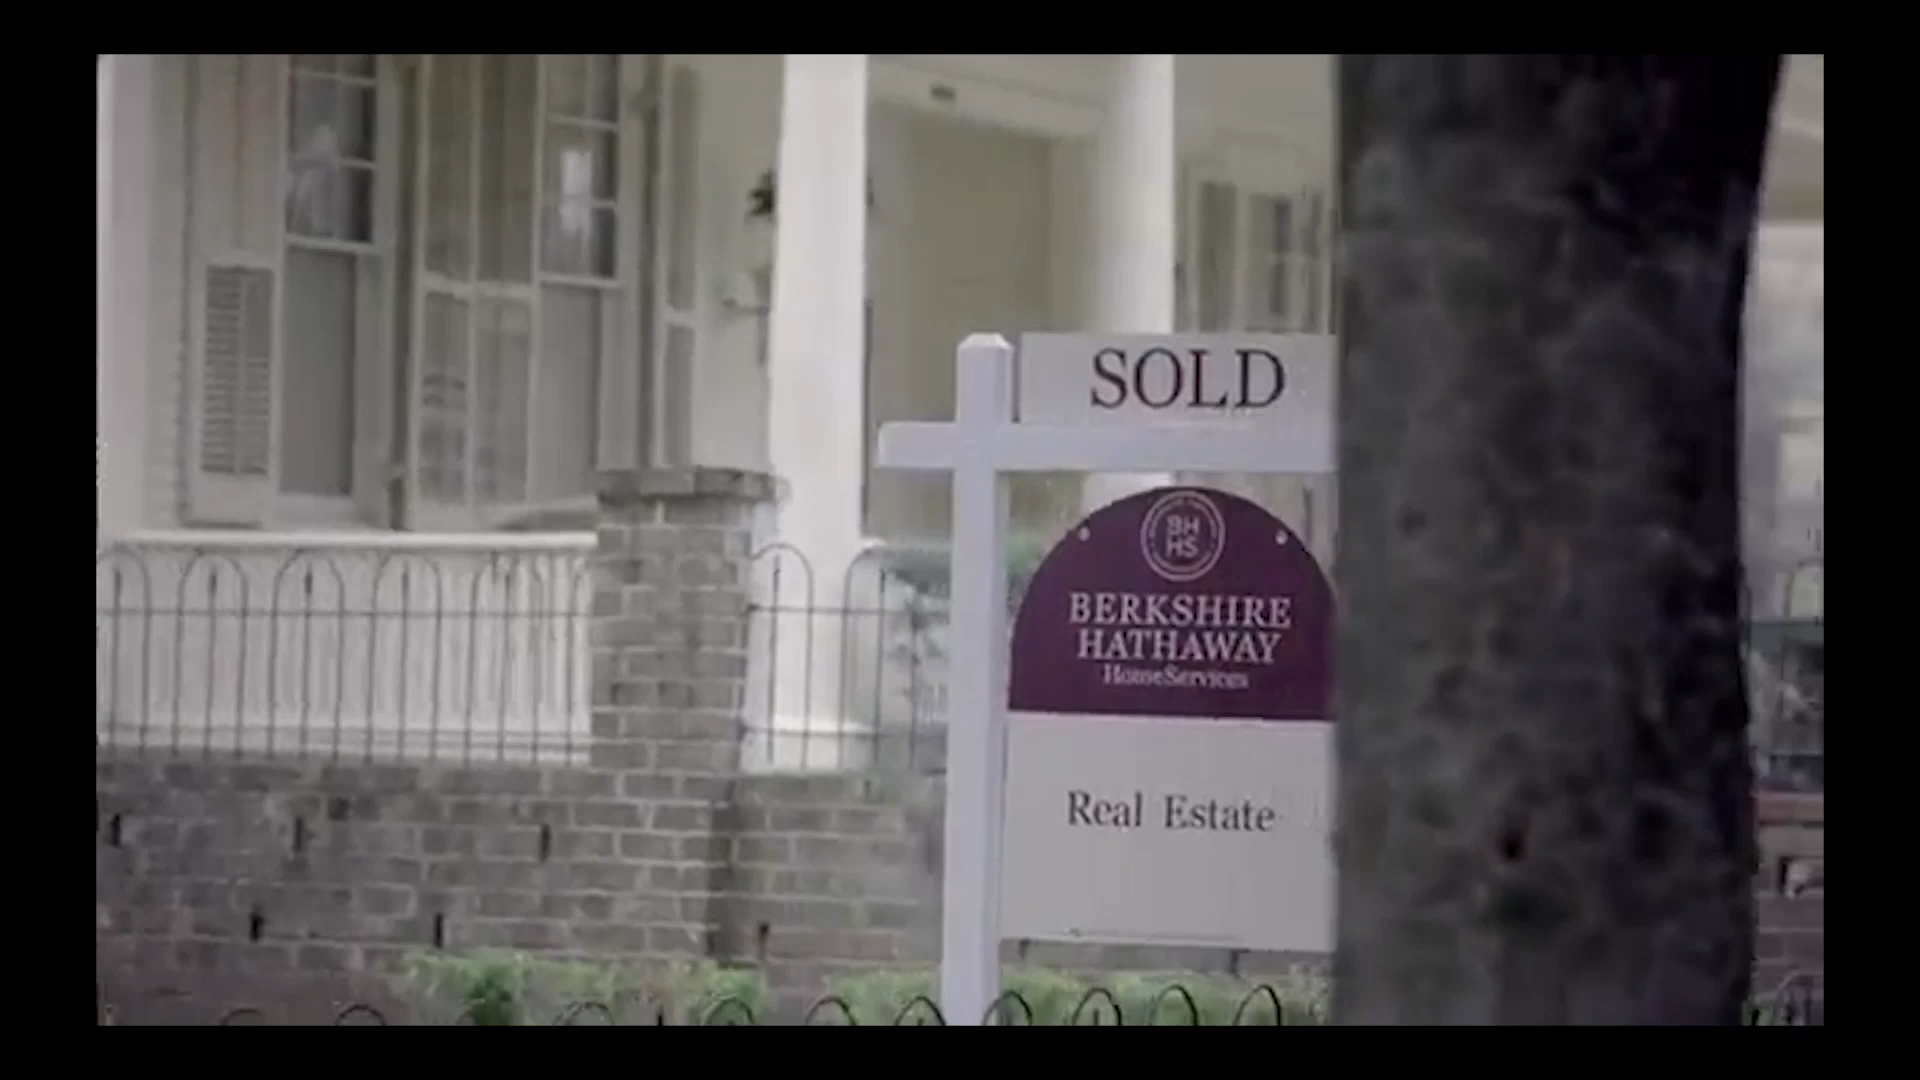 SOLD
BH
HS
BERKSHIRE
HATHAWAY
HomeServices
Real Estate